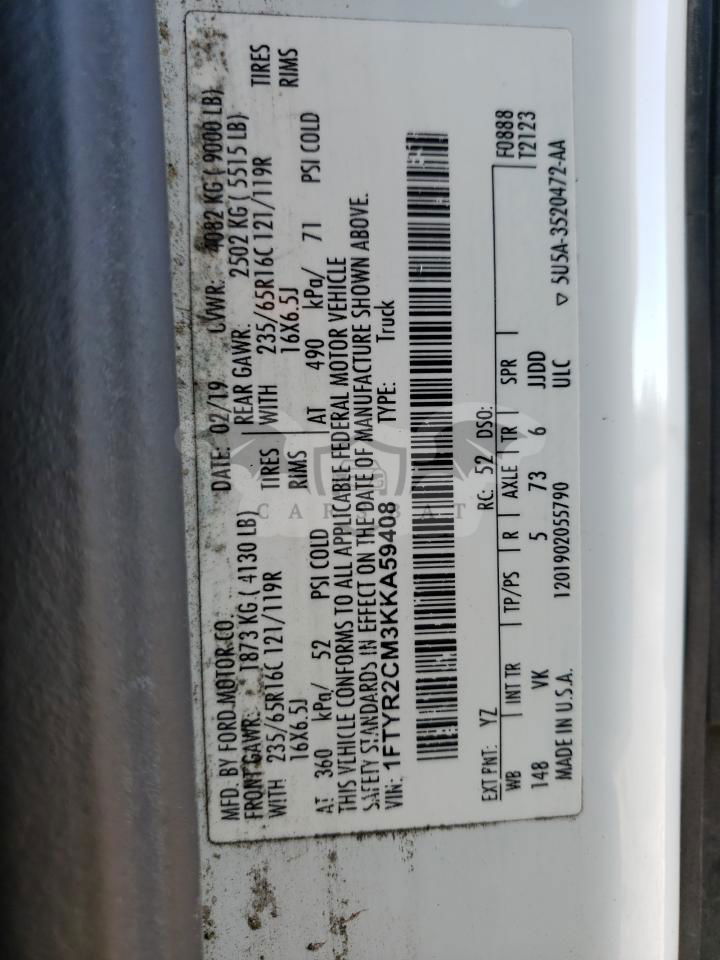 MFD. BY FORD MOTOR CO. DATE: 02/19 GVWR: 4082 KG ( 9000 LB)
FRONT GAWR: 1873 KG ( 4130 LB) REAR GAWR: 2502 KG ( 5515 LB)
WITH 235/65R16C 121/119R TIRES WITH 235/65R16C 121/119R TIRES
16X6.5J RIMS 16X6.5J RIMS
AT 360 kPa/ 52 PSI COLD AT 490 kPa/ 71 PSI COLD
THIS VEHICLE CONFORMS TO ALL APPLICABLE FEDERAL MOTOR VEHICLE
SAFETY STANDARDS IN EFFECT ON THE DATE OF MANUFACTURE SHOWN ABOVE.
VIN: 1FTYR2CM3KKA59408 TYPE: Truck
EXT PNT: YZ RC: 52 DSO: F0888
WB INT TR TP/PS R AXLE TR SPR T2123
148 VK 5 73 6 JJDD
MADE IN U.S.A. 1201902055790 ULC ▽ 5U5A-3520472-AA
CARSBAT